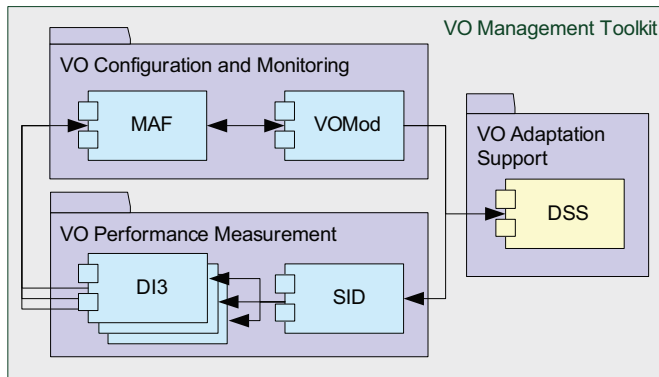 VO Management Toolkit
VO Configuration and Monitoring
MAF
VOMod
VO Adaptation
Support
DSS
VO Performance Measurement
DI3
SID